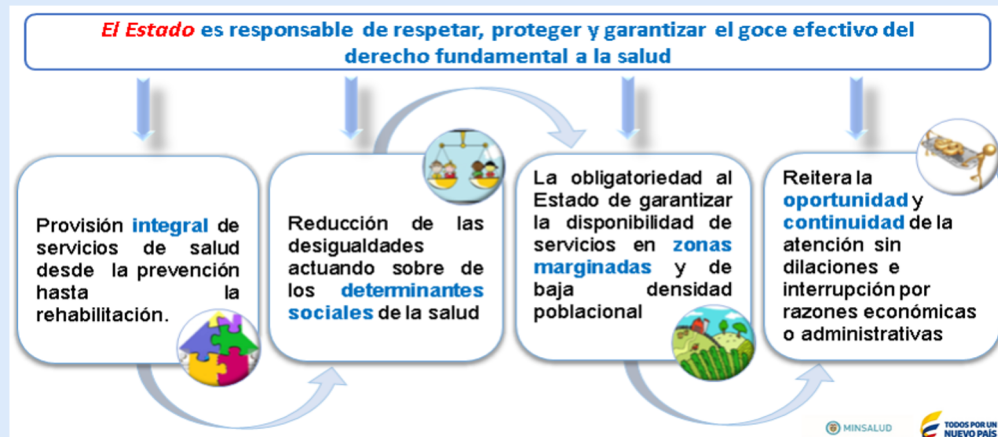 El Estado es responsable de respetar, proteger y garantizar el goce efectivo del
derecho fundamental a la salud
Provisión integral de
servicios de salud
desde la prevención
hasta la
rehabilitación.
Reducción de las
desigualdades
actuando sobre de
los determinantes
sociales de la salud
La obligatoriedad al
Estado de garantizar
la disponibilidad de
servicios en zonas
marginadas y de
baja densidad
poblacional
Reitera la
oportunidad y
continuidad de la
atención sin
dilaciones e
interrupción por
razones económicas
o administrativas
MINSALUD
TODOS POR UN
NUEVO PAÍS